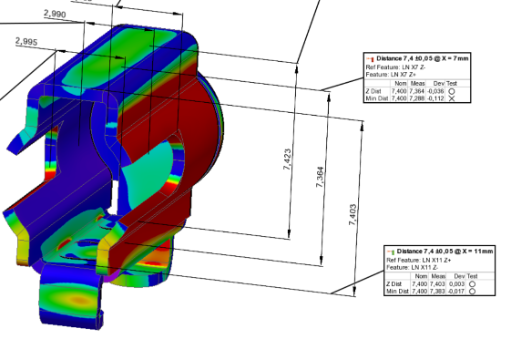 2,990
2,995
Distance 7,4 ±0,05 @ X = 7mm
Ref Feature: LN X7 Z-
Feature: LN X7 Z+
Nom Meas Dev Test
Z Dist 7,400 7,364 -0,036
Min Dist 7,400 7,288 -0,112
7,423
7,364
7,403
Distance 7,4 ±0,05 @ X = 11mm
Ref Feature: LN X11 Z+
Feature: LN X11 Z-
Nom Meas Dev Test
Z Dist 7,400 7,403 0,003
Min Dist 7,400 7,383 -0,017